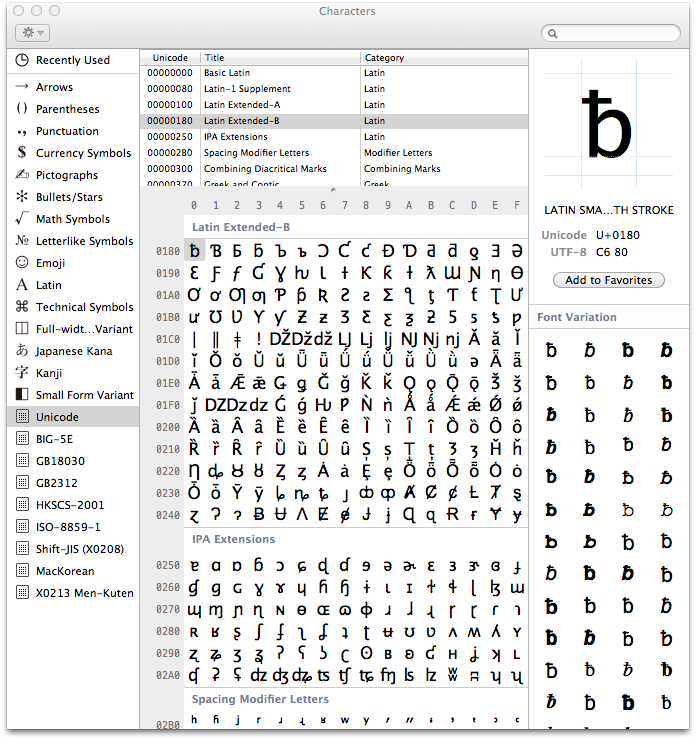 Characters
Recently Used
→ Arrows
() Parentheses
•, Punctuation
$ Currency Symbols
Pictographs
✻ Bullets/Stars
√ Math Symbols
№ Letterlike Symbols
☺ Emoji
A Latin
⌘ Technical Symbols
Full-widt…Variant
あ Japanese Kana
字 Kanji
Small Form Variant
Unicode
BIG-5E
GB18030
GB2312
HKSCS-2001
ISO-8859-1
Shift-JIS (X0208)
MacKorean
X0213 Men-Kuten
Unicode Title Category
00000000 Basic Latin Latin
00000080 Latin-1 Supplement Latin
00000100 Latin Extended-A Latin
00000180 Latin Extended-B Latin
00000250 IPA Extensions Latin
000002B0 Spacing Modifier Letters Modifier Letters
00000300 Combining Diacritical Marks Combining Marks
00000370 Greek and Coptic Greek
0 1 2 3 4 5 6 7 8 9 A B C D E F
Latin Extended-B
0180 ƀ Ɓ Ƃ ƃ Ƅ ƅ Ɔ Ƈ ƈ Ɖ Ɗ Ƌ ƌ ƍ Ǝ Ə
0190 Ɛ Ƒ ƒ Ɠ Ɣ ƕ Ɩ Ɨ Ƙ ƙ ƚ ƛ Ɯ Ɲ ƞ Ɵ
01A0 Ơ ơ Ƣ ƣ Ƥ ƥ Ʀ Ƨ ƨ Ʃ ƪ ƫ Ƭ ƭ Ʈ Ư
01B0 ư Ʊ Ʋ Ƴ ƴ Ƶ ƶ Ʒ Ƹ ƹ ƺ ƻ Ƽ ƽ ƾ ƿ
01C0 ǀ ǁ ǂ ǃ Ǆ ǅ ǆ Ǉ ǈ ǉ Ǌ ǋ ǌ Ǎ ǎ Ǐ
01D0 ǐ Ǒ ǒ Ǔ ǔ Ǖ ǖ Ǘ ǘ Ǚ ǚ Ǜ ǜ ǝ Ǟ ǟ
01E0 Ǡ ǡ Ǣ ǣ Ǥ ǥ Ǧ ǧ Ǩ ǩ Ǫ ǫ Ǭ ǭ Ǯ ǯ
01F0 ǰ Ǳ ǲ ǳ Ǵ ǵ Ƕ Ƿ Ǹ ǹ Ǻ ǻ Ǽ ǽ Ǿ ǿ
0200 Ȁ ȁ Ȃ ȃ Ȅ ȅ Ȇ ȇ Ȉ ȉ Ȋ ȋ Ȍ ȍ Ȏ ȏ
0210 Ȑ ȑ Ȓ ȓ Ȕ ȕ Ȗ ȗ Ș ș Ț ț Ȝ ȝ Ȟ ȟ
0220 Ƞ ȡ Ȣ ȣ Ȥ ȥ Ȧ ȧ Ȩ ȩ Ȫ ȫ Ȭ ȭ Ȯ ȯ
0230 Ȱ ȱ Ȳ ȳ ȴ ȵ ȶ ȷ ȸ ȹ Ⱥ Ȼ ȼ Ƚ Ⱦ ȿ
0240 ɀ Ɂ ɂ Ƀ Ʉ Ʌ Ɇ ɇ Ɉ ɉ Ɋ ɋ Ɍ ɍ Ɏ ɏ
IPA Extensions
0250 ɐ ɑ ɒ ɓ ɔ ɕ ɖ ɗ ɘ ə ɚ ɛ ɜ ɝ ɞ ɟ
0260 ɠ ɡ ɢ ɣ ɤ ɥ ɦ ɧ ɨ ɩ ɪ ɫ ɬ ɭ ɮ ɯ
0270 ɰ ɱ ɲ ɳ ɴ ɵ ɶ ɷ ɸ ɹ ɺ ɻ ɼ ɽ ɾ ɿ
0280 ʀ ʁ ʂ ʃ ʄ ʅ ʆ ʇ ʈ ʉ ʊ ʋ ʌ ʍ ʎ ʏ
0290 ʐ ʑ ʒ ʓ ʔ ʕ ʖ ʗ ʘ ʙ ʚ ʛ ʜ ʝ ʞ ʟ
02A0 ʠ ʡ ʢ ʣ ʤ ʥ ʦ ʧ ʨ ʩ ʪ ʫ ʬ ʭ ʮ ʯ
Spacing Modifier Letters
02B0 ʰ ʱ ʲ ʳ ʴ ʵ ʶ ʷ ʸ ʹ ʺ ʻ ʼ ʽ ʾ ʿ
ƀ
LATIN SMA…TH STROKE
Unicode U+0180
UTF-8 C6 80
Add to Favorites
Font Variation
ƀ ƀ ƀ ƀ
ƀ ƀ ƀ ƀ
ƀ ƀ ƀ ƀ
ƀ ƀ ƀ ƀ
ƀ ƀ ƀ ƀ
ƀ ƀ ƀ ƀ
ƀ ƀ ƀ ƀ
ƀ ƀ ƀ ƀ
ƀ ƀ ƀ ƀ
ƀ ƀ ƀ ƀ
ƀ ƀ ƀ ƀ
ƀ ƀ ƀ ƀ